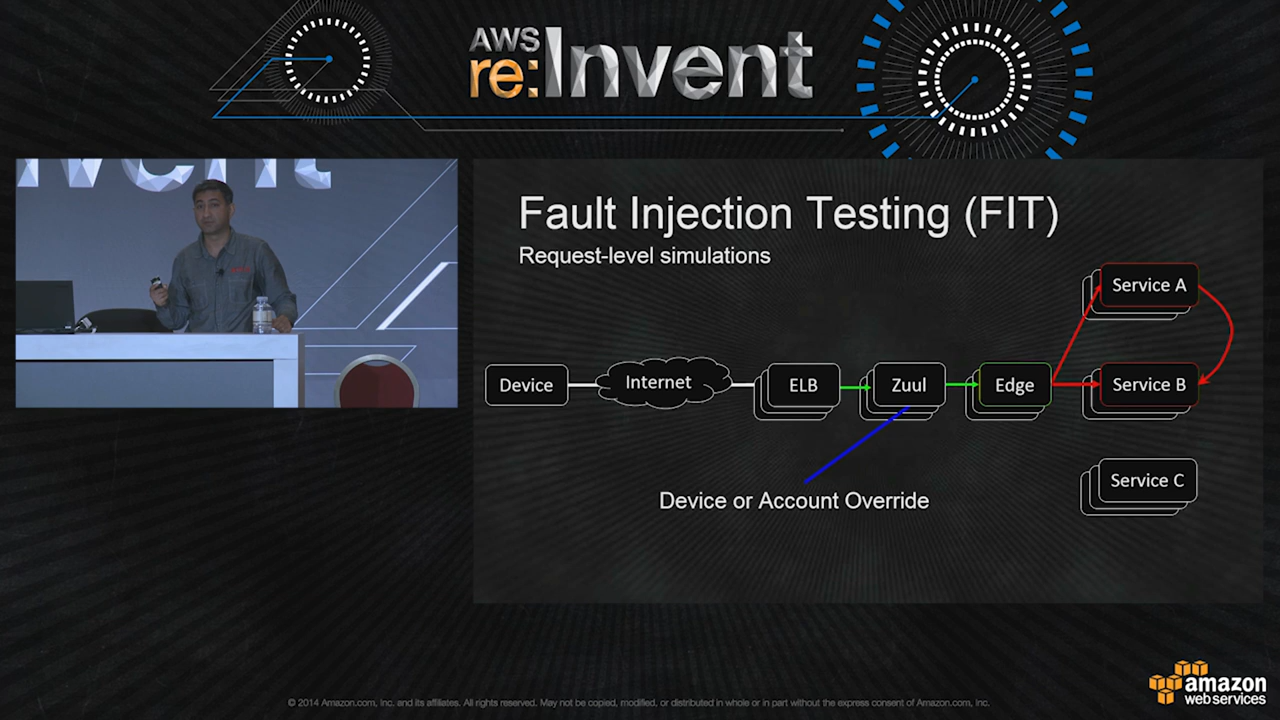 AWS
re:Invent
Fault Injection Testing (FIT)
Request-level simulations
Service A
Device
Internet
ELB
Zuul
Edge
Service B
Device or Account Override
Service C
amazon
web services
© 2014 Amazon.com, Inc. and its affiliates. All rights reserved. May not be copied, modified, or distributed in whole or in part without the express consent of Amazon.com, Inc.